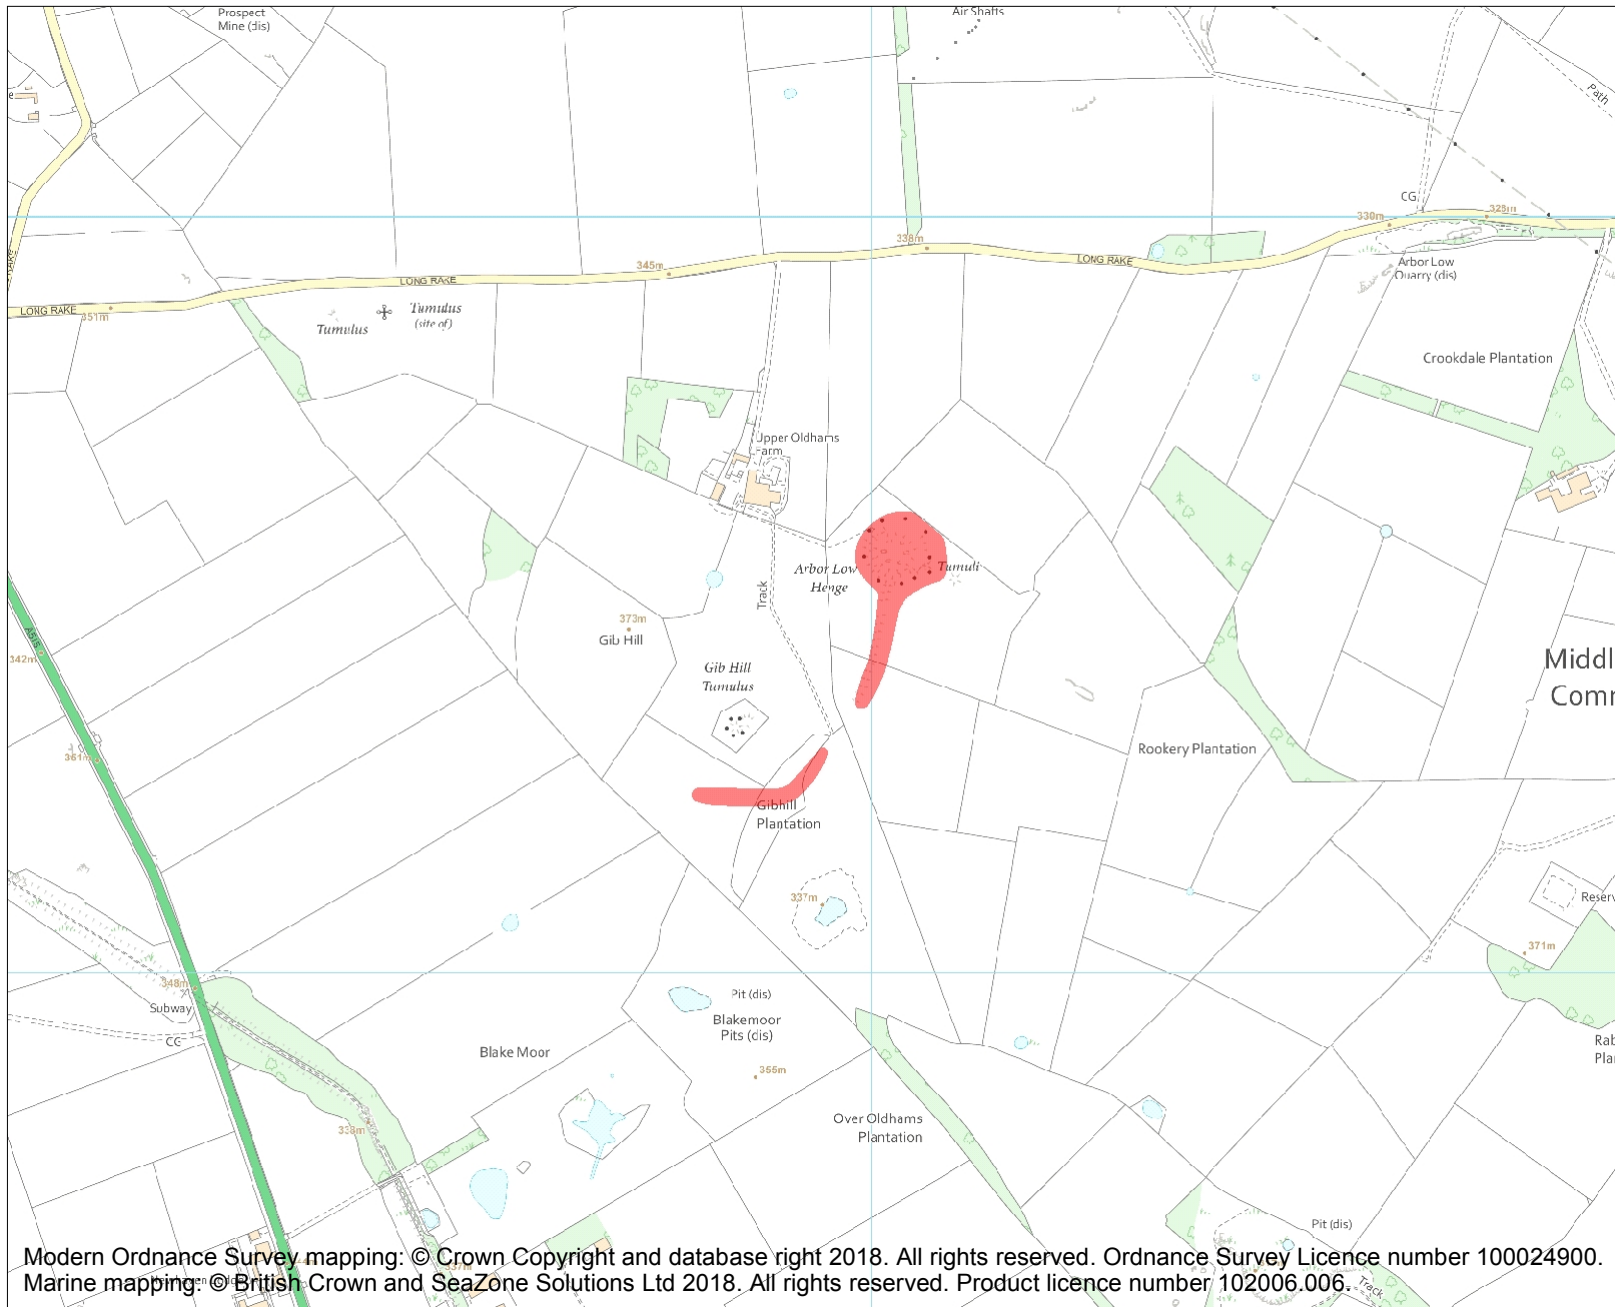 Prospect
Mine (dis)
Air Shafts
Path
CG
330m
325m
338m
LONG RAKE
Arbor Low
Quarry (dis)
345m
LONG RAKE
LONG RAKE
351m
Tumulus
Tumulus
(site of)
Crookdale Plantation
Upper Oldhams
Farm
Arbor Low
Henge
Tumuli
Track
373m
Gib Hill
A515
342m
Gib Hill
Tumulus
Middl
Comm
Rookery Plantation
361m
Gibhill
Plantation
337m
Reserv
371m
348m
Subway
CG
Pit (dis)
Blakemoor
Pits (dis)
Blake Moor
355m
Rab
Plan
Over Oldhams
Plantation
338m
Pit (dis)
Modern Ordnance Survey mapping: © Crown Copyright and database right 2018. All rights reserved. Ordnance Survey Licence number 100024900.
Marine mapping: © British Crown and SeaZone Solutions Ltd 2018. All rights reserved. Product licence number 102006.006.
337m
Track